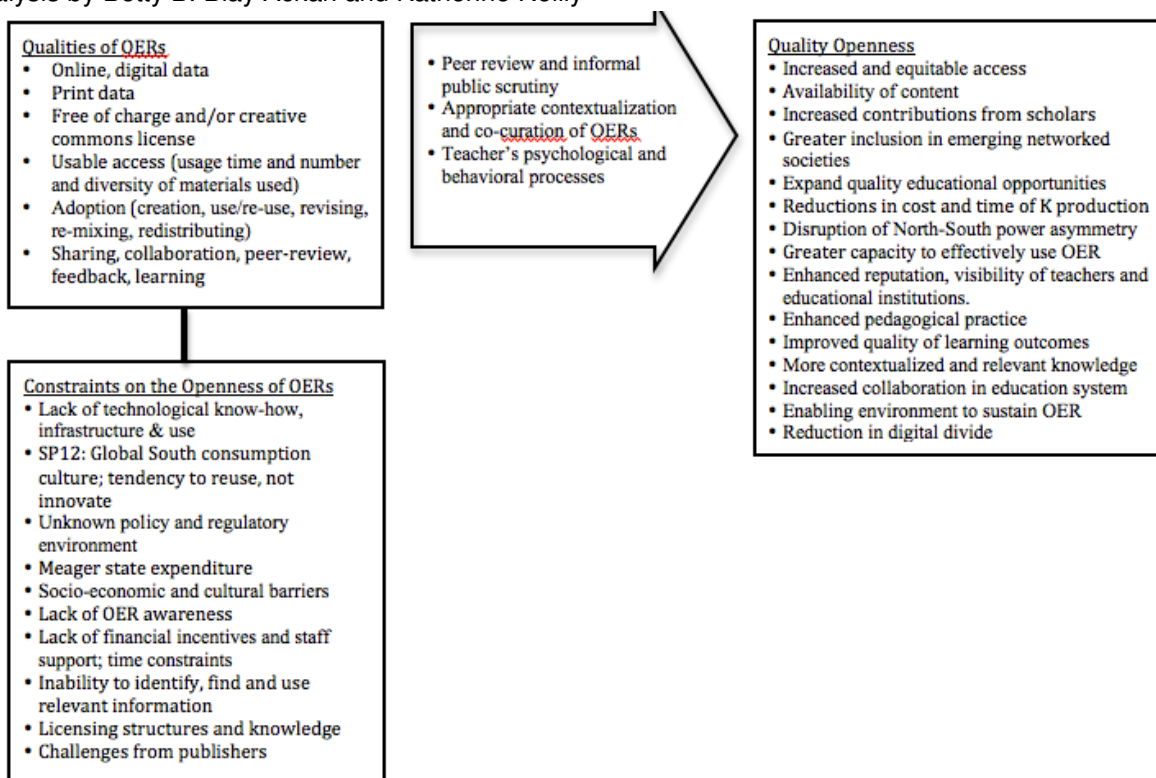 Qualities of OERs
• Online, digital data
• Print data
• Free of charge and/or creative
commons license
• Usable access (usage time and number
and diversity of materials used)
• Adoption (creation, use/re-use, revising,
re-mixing, redistributing)
• Sharing, collaboration, peer-review,
feedback, learning
• Peer review and informal
public scrutiny
• Appropriate contextualization
and co-curation of OERs
• Teacher's psychological and
behavioral processes
Quality Openness
• Increased and equitable access
• Availability of content
• Increased contributions from scholars
• Greater inclusion in emerging networked
societies
• Expand quality educational opportunities
• Reductions in cost and time of K production
• Disruption of North-South power asymmetry
• Greater capacity to effectively use OER
• Enhanced reputation, visibility of teachers and
educational institutions.
• Enhanced pedagogical practice
• Improved quality of learning outcomes
• More contextualized and relevant knowledge
• Increased collaboration in education system
• Enabling environment to sustain OER
• Reduction in digital divide
Constraints on the Openness of OERs
• Lack of technological know-how,
infrastructure & use
• SP12: Global South consumption
culture; tendency to reuse, not
innovate
• Unknown policy and regulatory
environment
• Meager state expenditure
• Socio-economic and cultural barriers
• Lack of OER awareness
• Lack of financial incentives and staff
support; time constraints
• Inability to identify, find and use
relevant information
• Licensing structures and knowledge
• Challenges from publishers